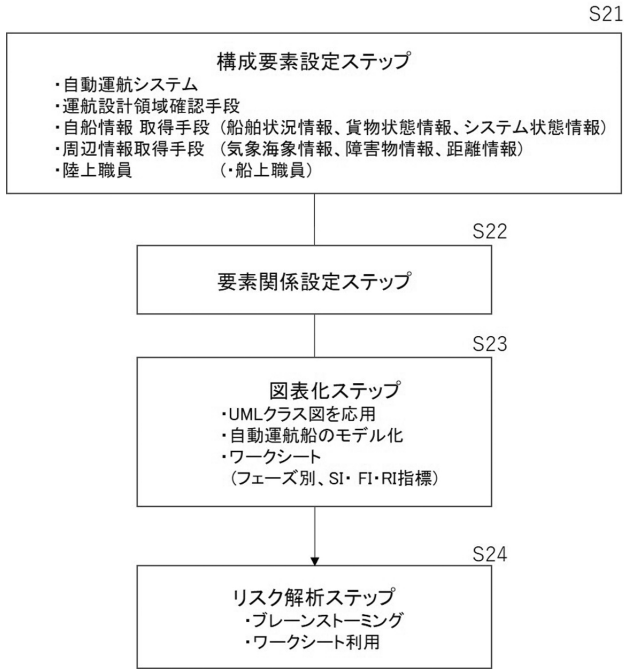 S21
構成要素設定ステップ
・自動運航システム
・運航設計領域確認手段
・自船情報 取得手段 (船舶状況情報、貨物状態情報、システム状態情報)
・周辺情報取得手段 (気象海象情報、障害物情報、距離情報)
・陸上職員 (・船上職員)
S22
要素関係設定ステップ
S23
図表化ステップ
・UMLクラス図を応用
・自動運航船のモデル化
・ワークシート
(フェーズ別、SI・ FI・RI指標)
S24
リスク解析ステップ
・ブレーンストーミング
・ワークシート利用